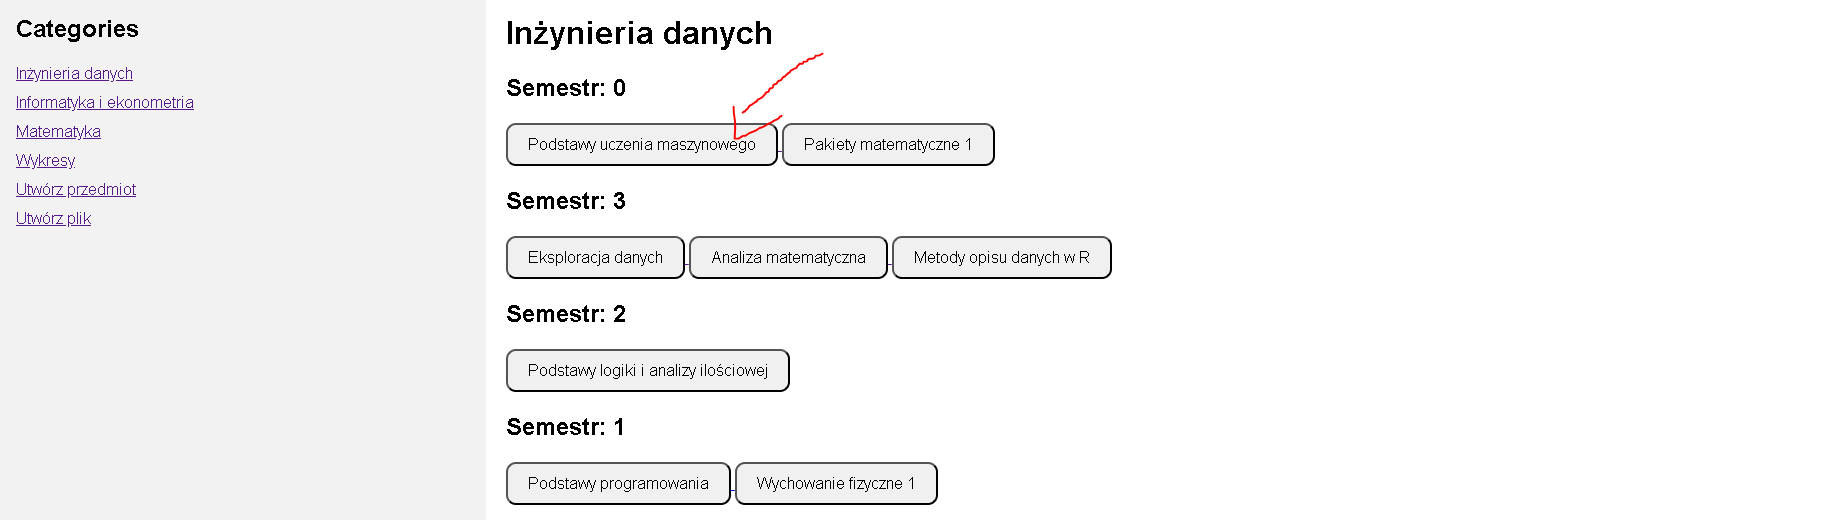 Categories
Inżynieria danych
Informatyka i ekonometria
Matematyka
Wykresy
Utwórz przedmiot
Utwórz plik
Inżynieria danych
Semestr: 0
Podstawy uczenia maszynowego Pakiety matematyczne 1
Semestr: 3
Eksploracja danych Analiza matematyczna Metody opisu danych w R
Semestr: 2
Podstawy logiki i analizy ilościowej
Semestr: 1
Podstawy programowania Wychowanie fizyczne 1